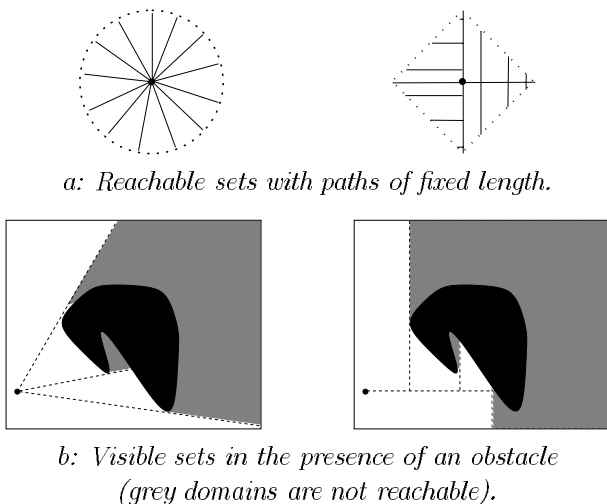 a: Reachable sets with paths of fixed length.
b: Visible sets in the presence of an obstacle
(grey domains are not reachable).